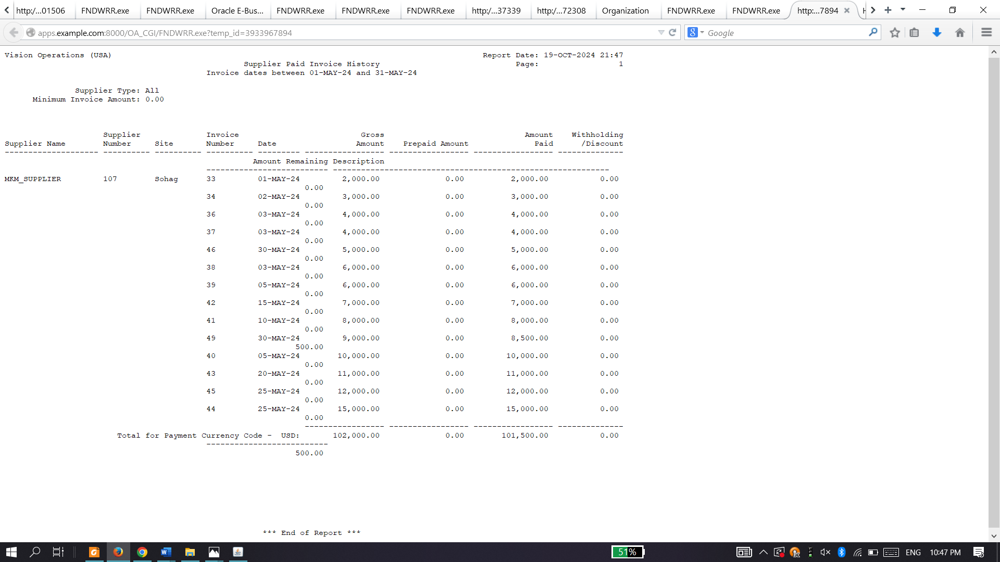 http:/...01506 FNDWRR.exe FNDWRR.exe Oracle E-Bus... FNDWRR.exe FNDWRR.exe FNDWRR.exe http:/...37339 http:/...72308 Organization FNDWRR.exe FNDWRR.exe http:...7894
apps.example.com:8000/OA_CGI/FNDWRR.exe?temp_id=3933967894 8 Google
Vision Operations (USA) Report Date: 19-OCT-2024 21:47
Supplier Paid Invoice History Page: 1
Invoice dates between 01-MAY-24 and 31-MAY-24
Supplier Type: All
Minimum Invoice Amount: 0.00
Supplier Invoice Gross Amount Withholding
Supplier Name Number Site Number Date Amount Prepaid Amount Paid /Discount
-------------------- ---------- ---------- ---------- --------- ----------------- ----------------- ----------------- --------------
Amount Remaining Description
-------------------------- -----------------------------------------------------------
MKM_SUPPLIER 107 Sohag 33 01-MAY-24 2,000.00 0.00 2,000.00 0.00
0.00
34 02-MAY-24 3,000.00 0.00 3,000.00 0.00
0.00
36 03-MAY-24 4,000.00 0.00 4,000.00 0.00
0.00
37 03-MAY-24 4,000.00 0.00 4,000.00 0.00
0.00
46 30-MAY-24 5,000.00 0.00 5,000.00 0.00
0.00
38 03-MAY-24 6,000.00 0.00 6,000.00 0.00
0.00
39 05-MAY-24 6,000.00 0.00 6,000.00 0.00
0.00
42 15-MAY-24 7,000.00 0.00 7,000.00 0.00
0.00
41 10-MAY-24 8,000.00 0.00 8,000.00 0.00
0.00
49 30-MAY-24 9,000.00 0.00 8,500.00 0.00
500.00
40 05-MAY-24 10,000.00 0.00 10,000.00 0.00
0.00
43 20-MAY-24 11,000.00 0.00 11,000.00 0.00
0.00
45 25-MAY-24 12,000.00 0.00 12,000.00 0.00
0.00
44 25-MAY-24 15,000.00 0.00 15,000.00 0.00
0.00
----------------- ----------------- ----------------- --------------
Total for Payment Currency Code - USD: 102,000.00 0.00 101,500.00 0.00
--------------------------
500.00
*** End of Report ***
51% ENG 10:47 PM